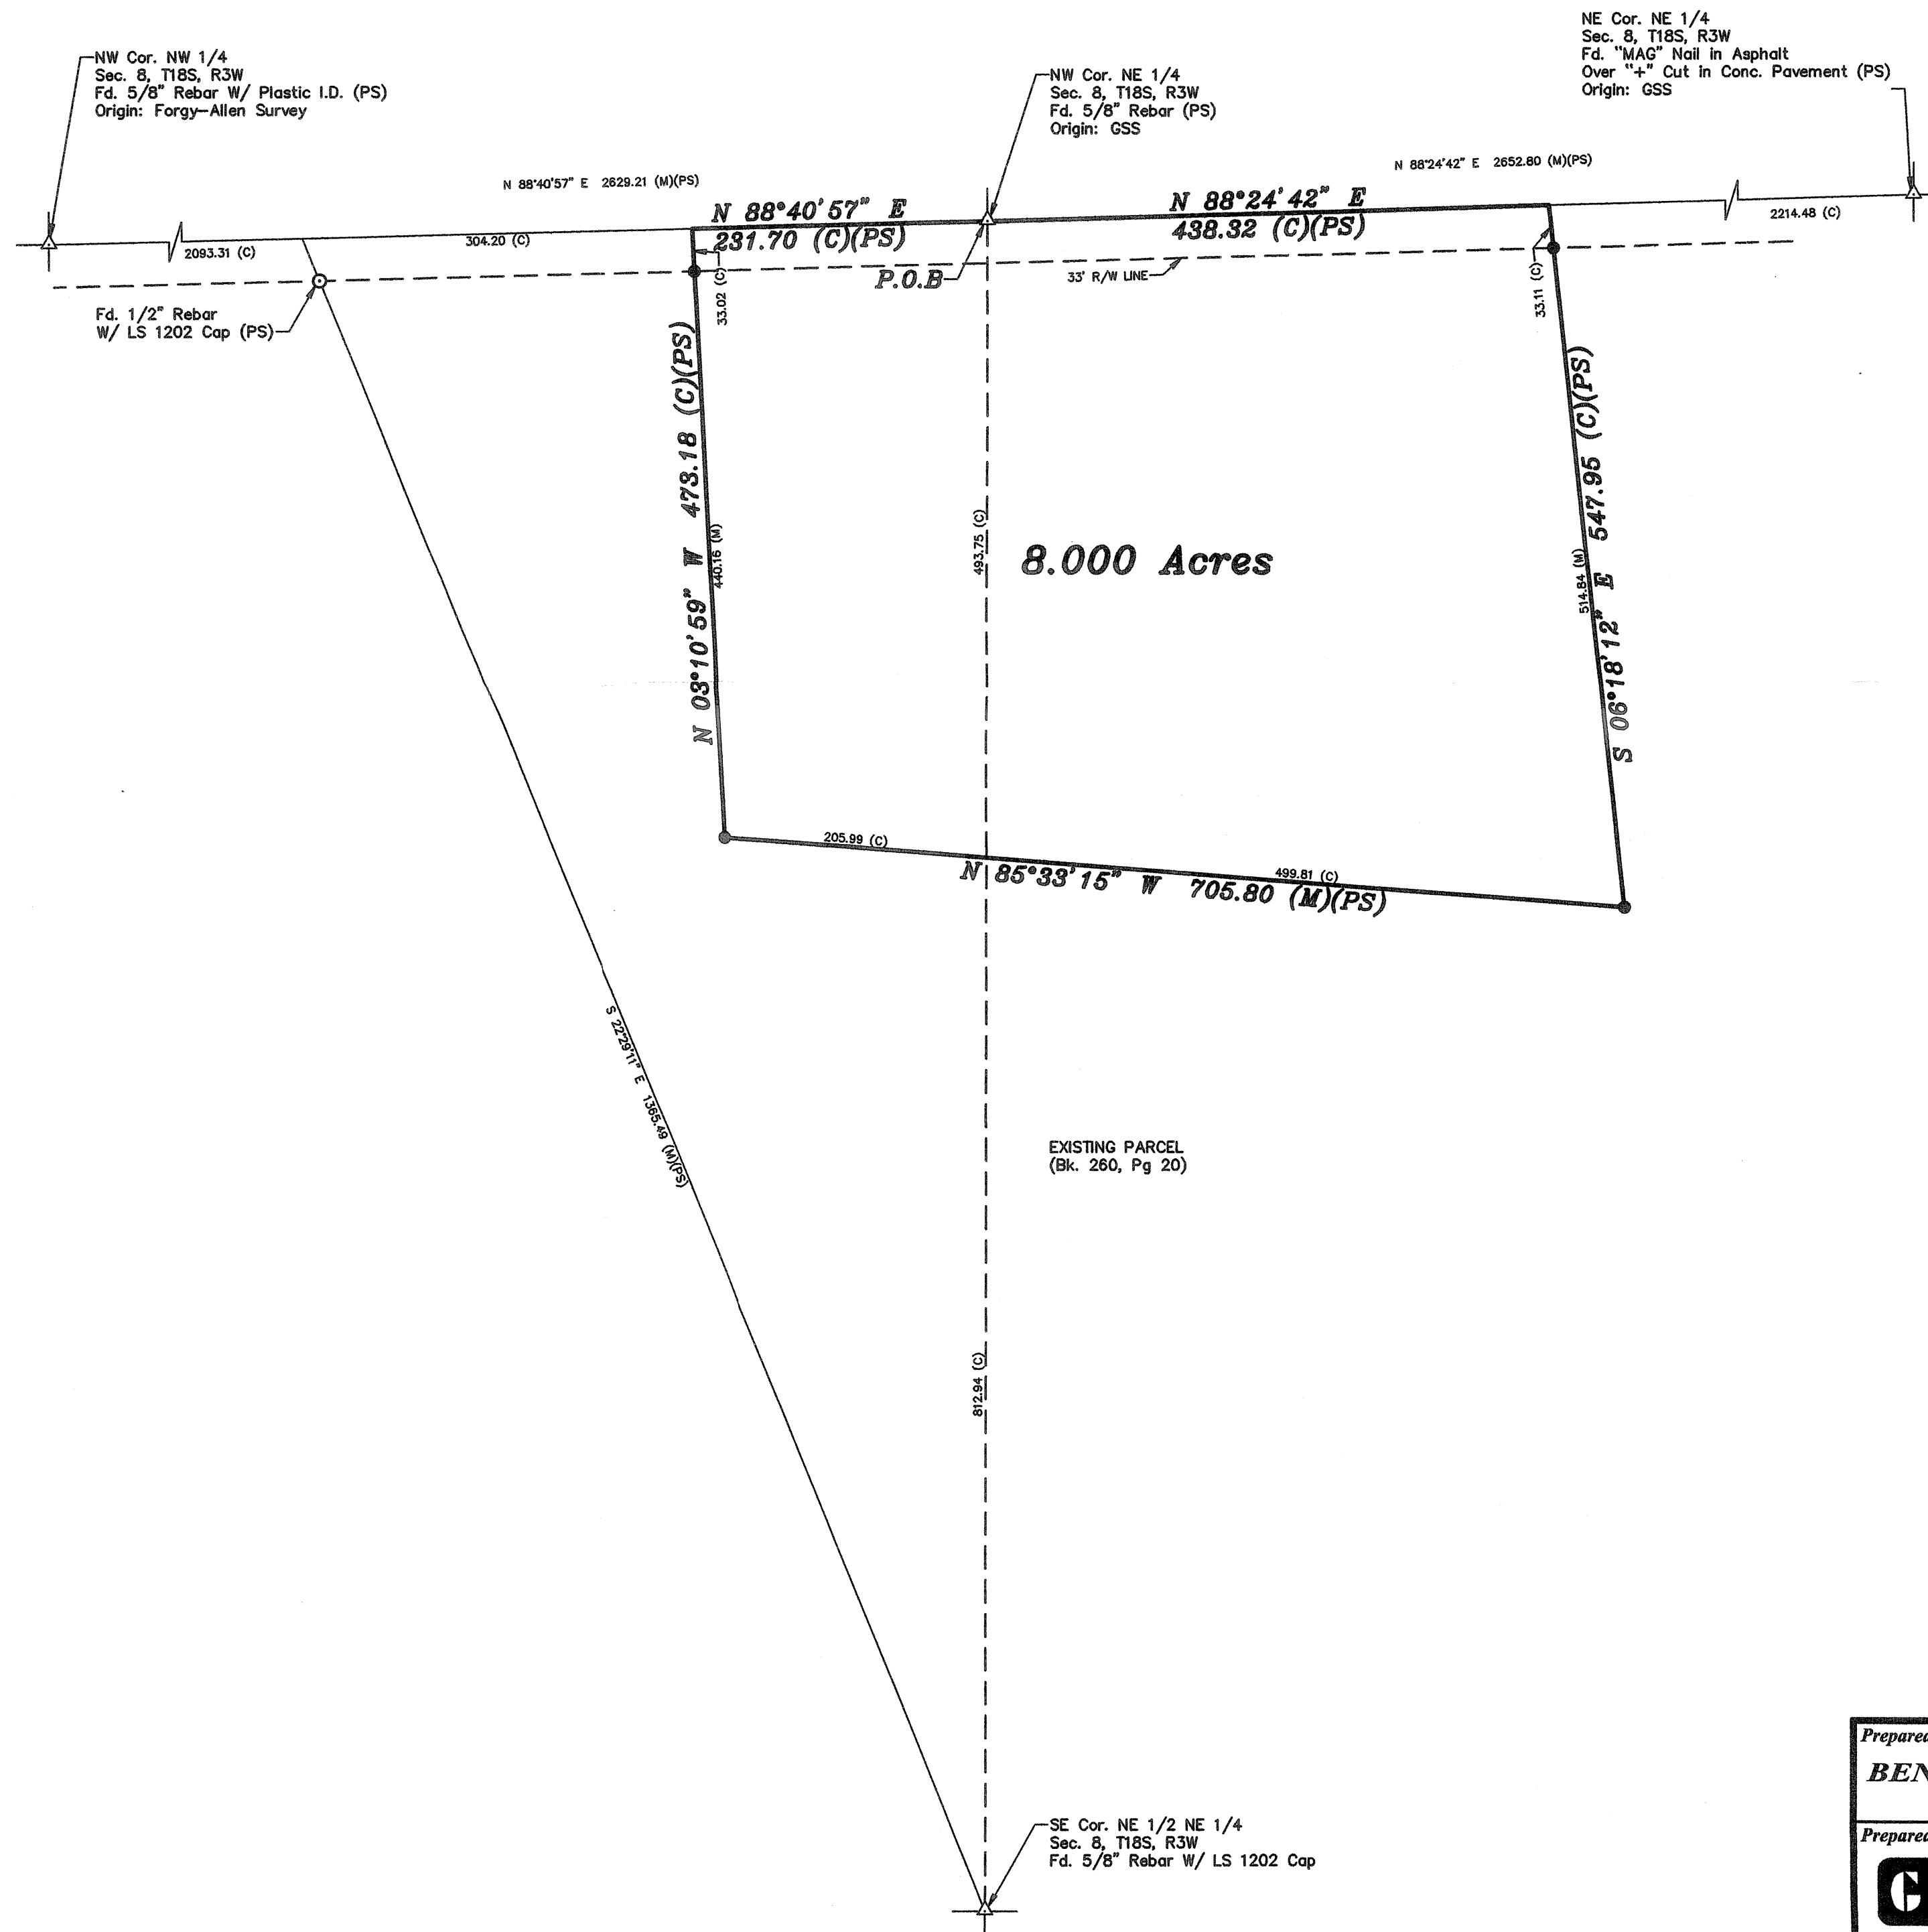 NW Cor. NW 1/4
Sec. 8, T18S, R3W
Fd. 5/8" Rebar W/ Plastic I.D. (PS)
Origin: Forgy-Allen Survey
NW Cor. NE 1/4
Sec. 8, T18S, R3W
Fd. 5/8" Rebar (PS)
Origin: GSS
NE Cor. NE 1/4
Sec. 8, T18S, R3W
Fd. "MAG" Nail in Asphalt
Over "+" Cut in Conc. Pavement (PS)
Origin: GSS
N 88°40'57" E 2629.21 (M)(PS)
N 88°24'42" E 2652.80 (M)(PS)
N 88°40'57" E
231.70 (C)(PS)
N 88°24'42" E
438.32 (C)(PS)
2093.31 (C)
304.20 (C)
2214.48 (C)
33.02 (C)
P.O.B
33' R/W LINE
33.11 (C)
Fd. 1/2" Rebar
W/ LS 1202 Cap (PS)
N 03°10'59" W 473.18 (C)(PS)
440.16 (M)
493.75 (C)
8.000 Acres
514.84 (M)
S 06°18'12" E 547.95 (C)(PS)
205.99 (C)
499.81 (C)
N 85°33'15" W 705.80 (M)(PS)
S 22°29'11" E 1365.49 (M)(PS)
EXISTING PARCEL
(Bk. 260, Pg 20)
812.94 (C)
SE Cor. NE 1/2 NE 1/4
Sec. 8, T18S, R3W
Fd. 5/8" Rebar W/ LS 1202 Cap
Prepared
BEN
Prepared
G